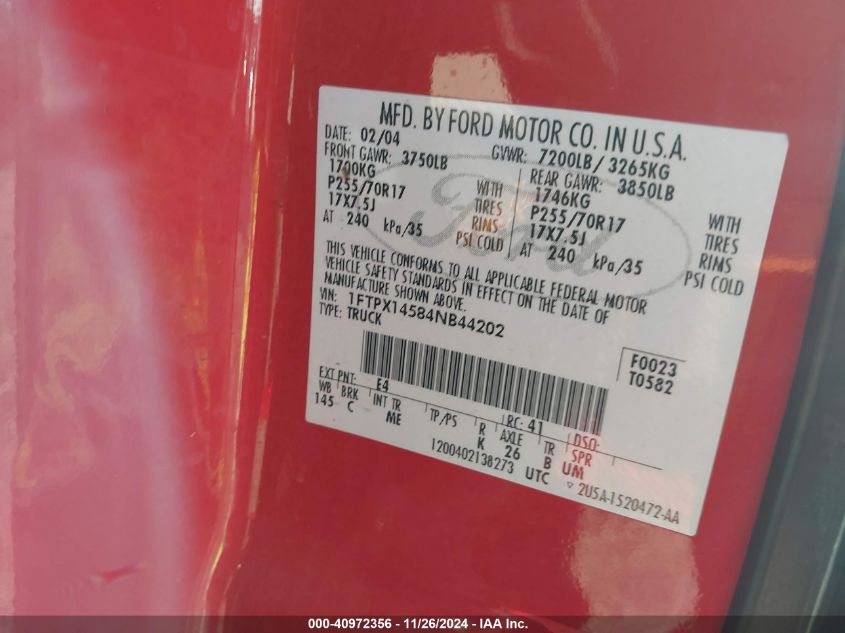 MFD. BY FORD MOTOR CO. IN U.S.A.
DATE: 02/04 GVWR: 7200LB/ 3265KG
FRONT GAWR: 3750LB REAR GAWR: 3850LB
1700KG WITH 1746KG WITH
P255/70R17 TIRES P255/70R17 TIRES
17X7.5J RIMS 17X7.5J RIMS
AT 240 kPa/35 PSI COLD AT 240 kPa/35 PSI COLD
Ford
THIS VEHICLE CONFORMS TO ALL APPLICABLE FEDERAL MOTOR
VEHICLE SAFETY STANDARDS IN EFFECT ON THE DATE OF
MANUFACTURE SHOWN ABOVE.
VIN: 1FTPX14584NB44202
TYPE: TRUCK
F0023
T0582
EXT PNT: E4 RC: 41 DSO:
WB BRK INT TR TP/PS R AXLE TR SPR
145 C ME K 26 B UM
1200402138273 UTC
▽ 2U5A-1520472-AA
000-40972356 - 11/26/2024 - IAA Inc.